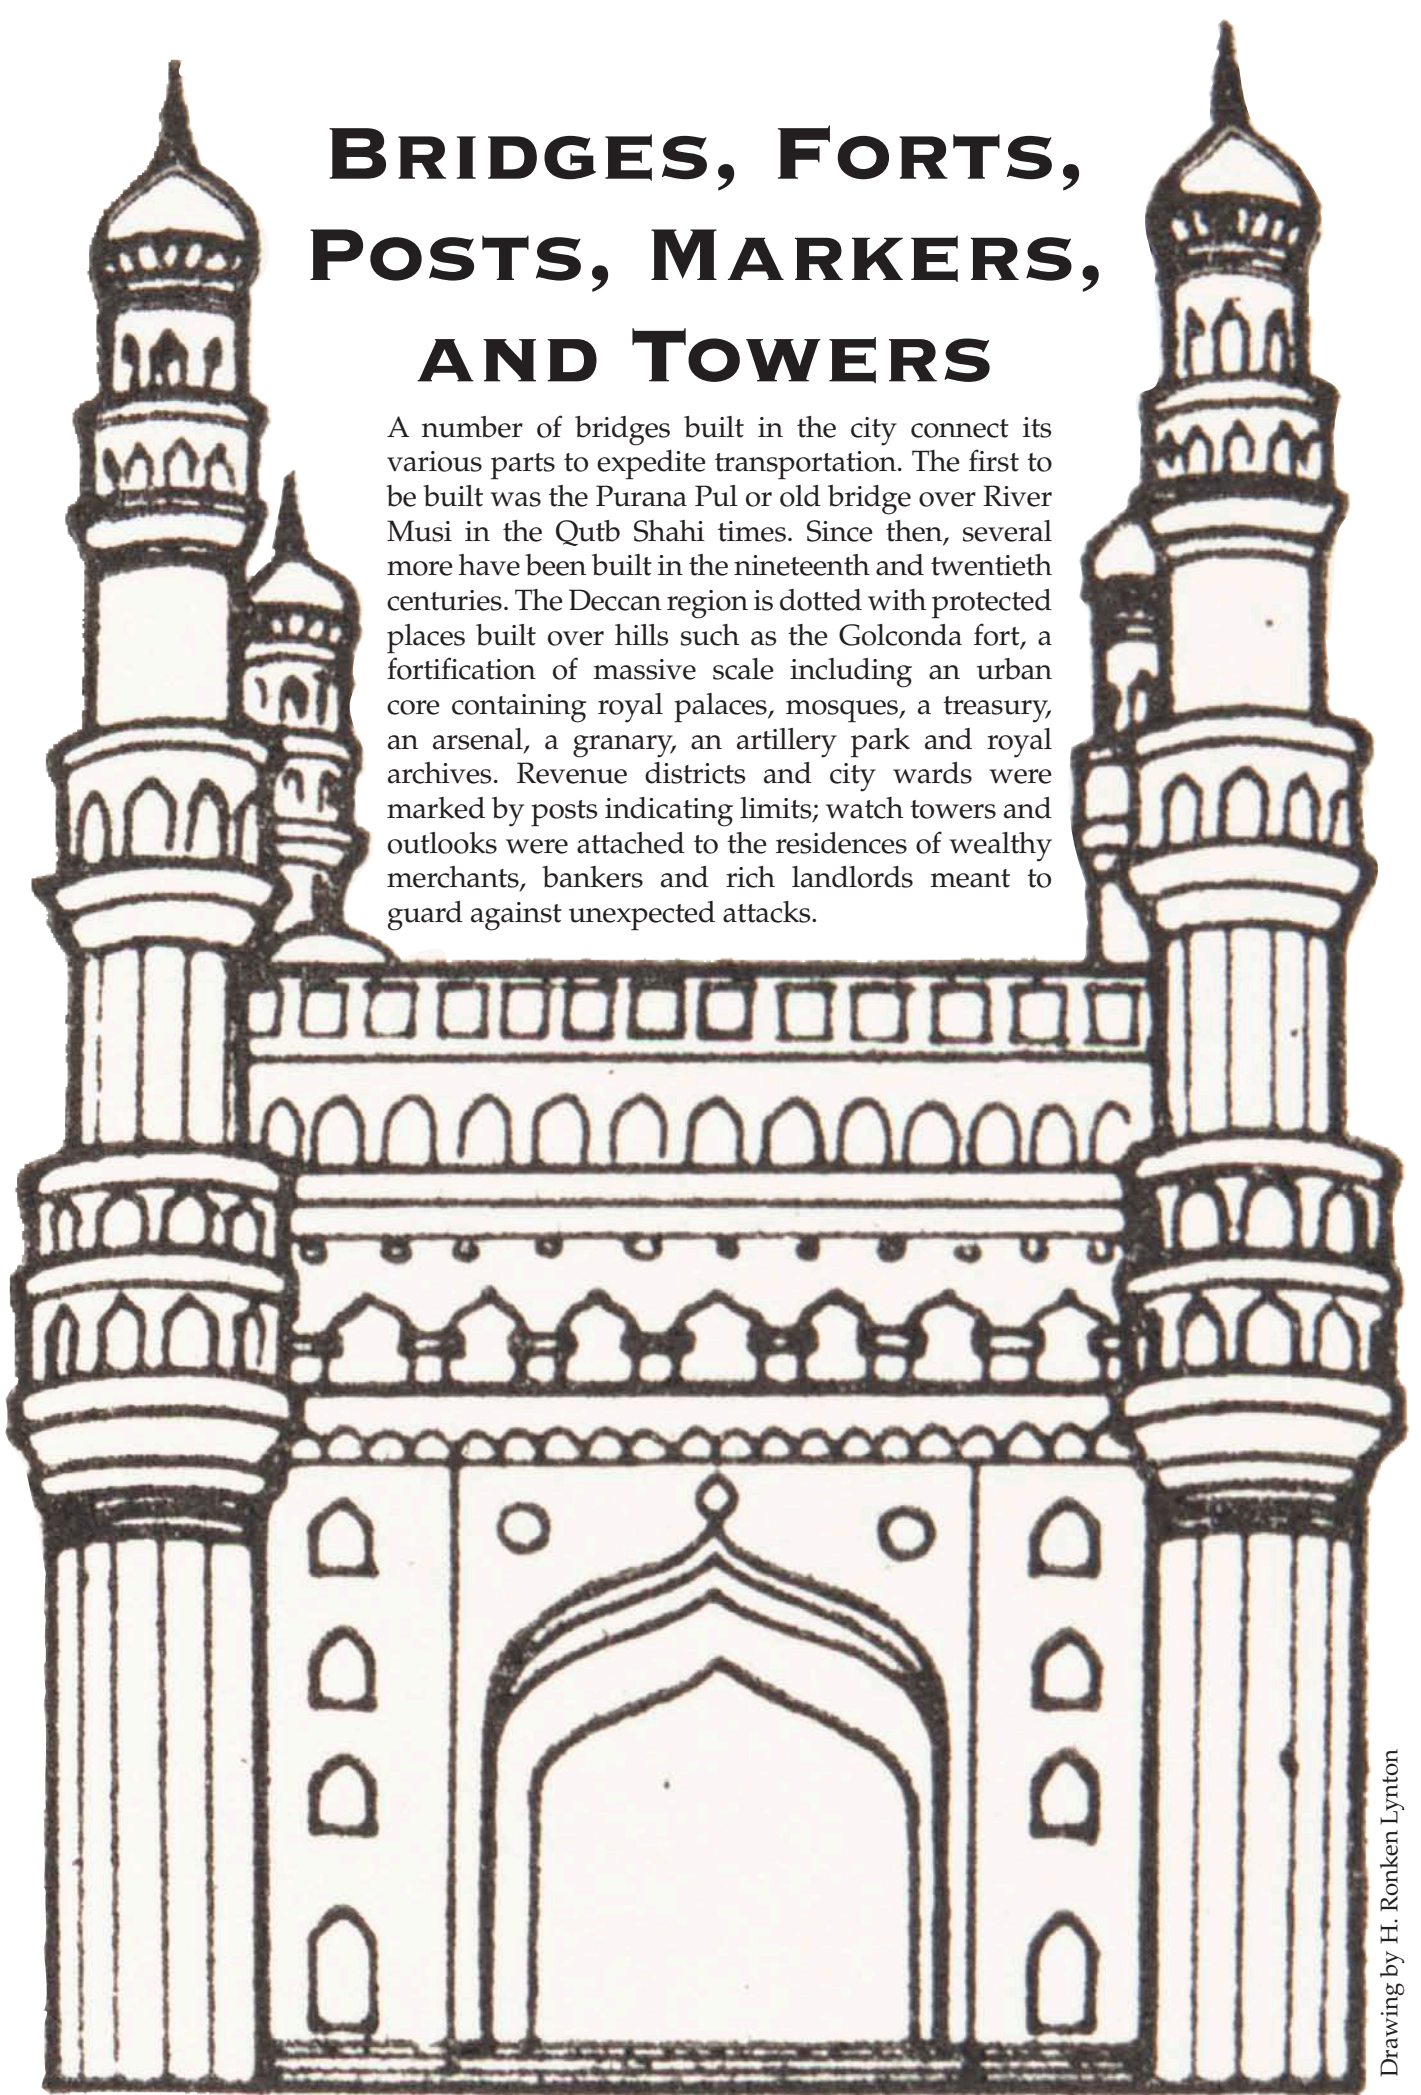 BRIDGES, FORTS,
POSTS, MARKERS,
AND TOWERS
A number of bridges built in the city connect its
various parts to expedite transportation. The first to
be built was the Purana Pul or old bridge over River
Musi in the Qutb Shahi times. Since then, several
more have been built in the nineteenth and twentieth
centuries. The Deccan region is dotted with protected
places built over hills such as the Golconda fort, a
fortification of massive scale including an urban
core containing royal palaces, mosques, a treasury,
an arsenal, a granary, an artillery park and royal
archives. Revenue districts and city wards were
marked by posts indicating limits; watch towers and
outlooks were attached to the residences of wealthy
merchants, bankers and rich landlords meant to
guard against unexpected attacks.
Drawing by H. Ronken Lynton